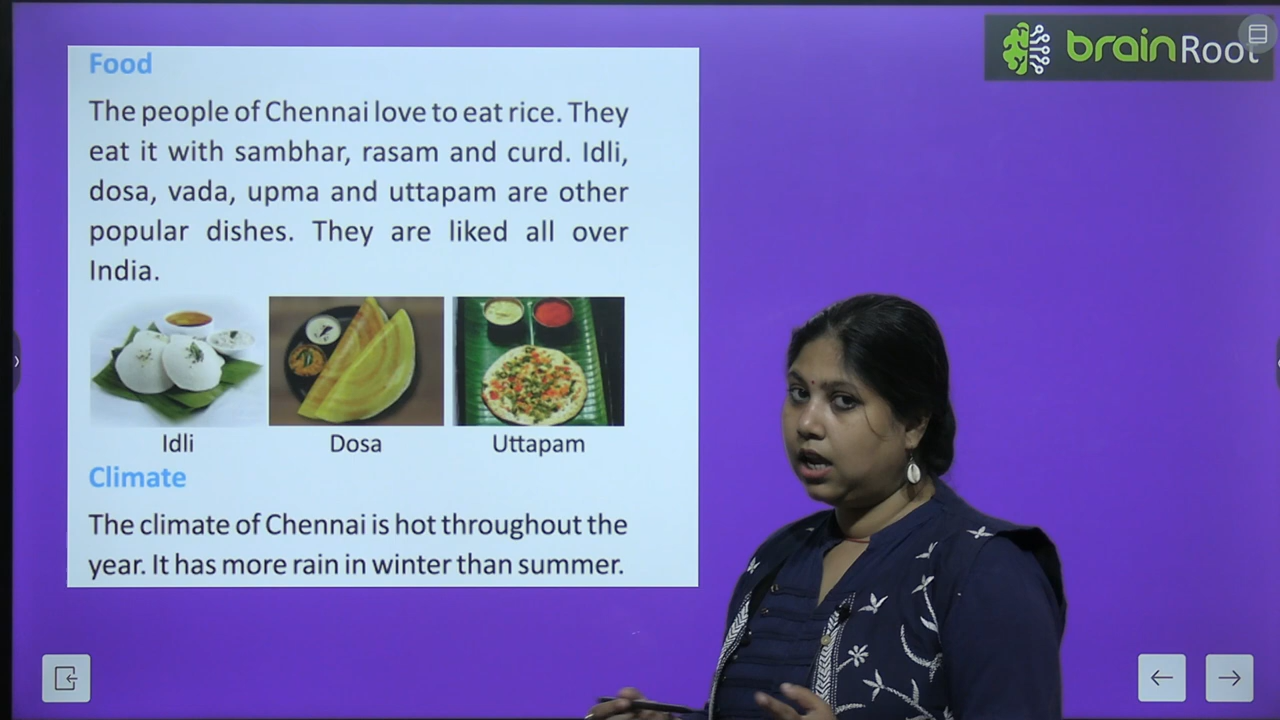 brainRoot
Food
The people of Chennai love to eat rice. They
eat it with sambhar, rasam and curd. Idli,
dosa, vada, upma and uttapam are other
popular dishes. They are liked all over
India.
Idli Dosa Uttapam
Climate
The climate of Chennai is hot throughout the
year. It has more rain in winter than summer.